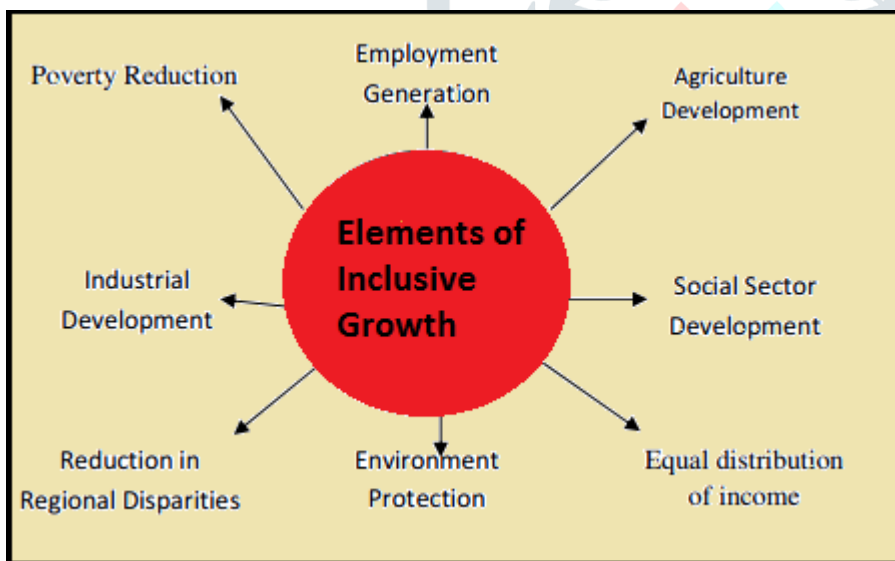 Poverty Reduction
Employment
Generation
Agriculture
Development
Elements of
Inclusive
Growth
Industrial
Development
Social Sector
Development
Reduction in
Regional Disparities
Environment
Protection
Equal distribution
of income